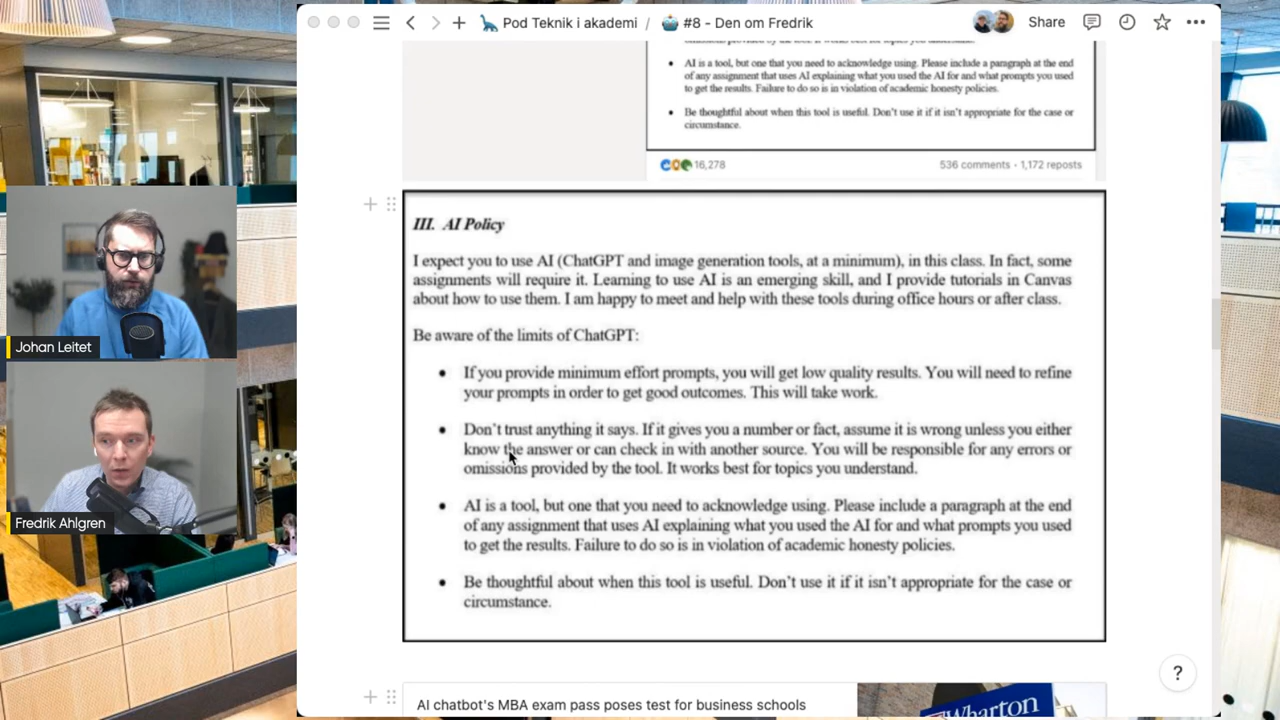 Pod Teknik i akademi / #8 - Den om Fredrik Share
AI is a tool, but one that you need to acknowledge using. Please include a paragraph at the end
of any assignment that uses AI explaining what you used the AI for and what prompts you used
to get the results. Failure to do so is in violation of academic honesty policies.
Be thoughtful about when this tool is useful. Don't use it if it isn't appropriate for the case or
circumstance.
16,278 536 comments · 1,172 reposts
III. AI Policy
I expect you to use AI (ChatGPT and image generation tools, at a minimum), in this class. In fact, some
assignments will require it. Learning to use AI is an emerging skill, and I provide tutorials in Canvas
about how to use them. I am happy to meet and help with these tools during office hours or after class.
Be aware of the limits of ChatGPT:
If you provide minimum effort prompts, you will get low quality results. You will need to refine
your prompts in order to get good outcomes. This will take work.
Don't trust anything it says. If it gives you a number or fact, assume it is wrong unless you either
know the answer or can check in with another source. You will be responsible for any errors or
omissions provided by the tool. It works best for topics you understand.
AI is a tool, but one that you need to acknowledge using. Please include a paragraph at the end
of any assignment that uses AI explaining what you used the AI for and what prompts you used
to get the results. Failure to do so is in violation of academic honesty policies.
Be thoughtful about when this tool is useful. Don't use it if it isn't appropriate for the case or
circumstance.
AI chatbot's MBA exam pass poses test for business schools
Wharton
?
Johan Leitet
Fredrik Ahlgren